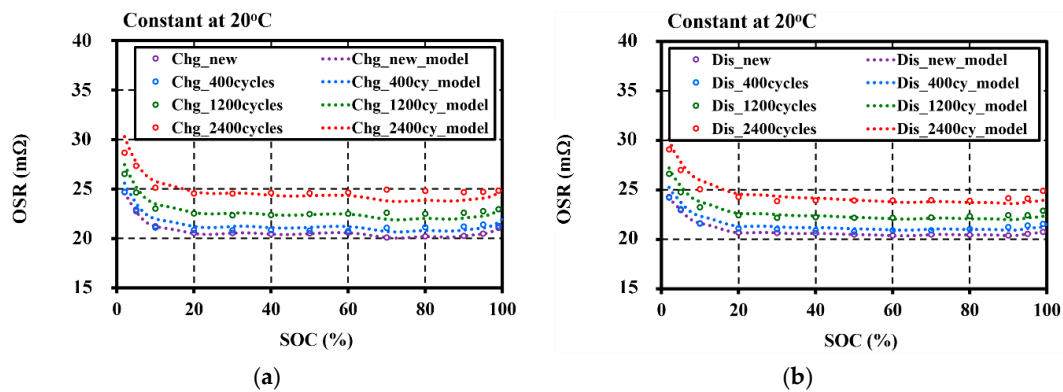 Constant at 20°C
40
35
30
25
20
15
OSR (mΩ)
Chg_new
Chg_new_model
Chg_400cycles
Chg_400cy_model
Chg_1200cycles
Chg_1200cy_model
Chg_2400cycles
Chg_2400cy_model
0 20 40 60 80 100
SOC (%)
(a)
Constant at 20°C
40
35
30
25
20
15
OSR (mΩ)
Dis_new
Dis_new_model
Dis_400cycles
Dis_400cy_model
Dis_1200cycles
Dis_1200cy_model
Dis_2400cycles
Dis_2400cy_model
0 20 40 60 80 100
SOC (%)
(b)